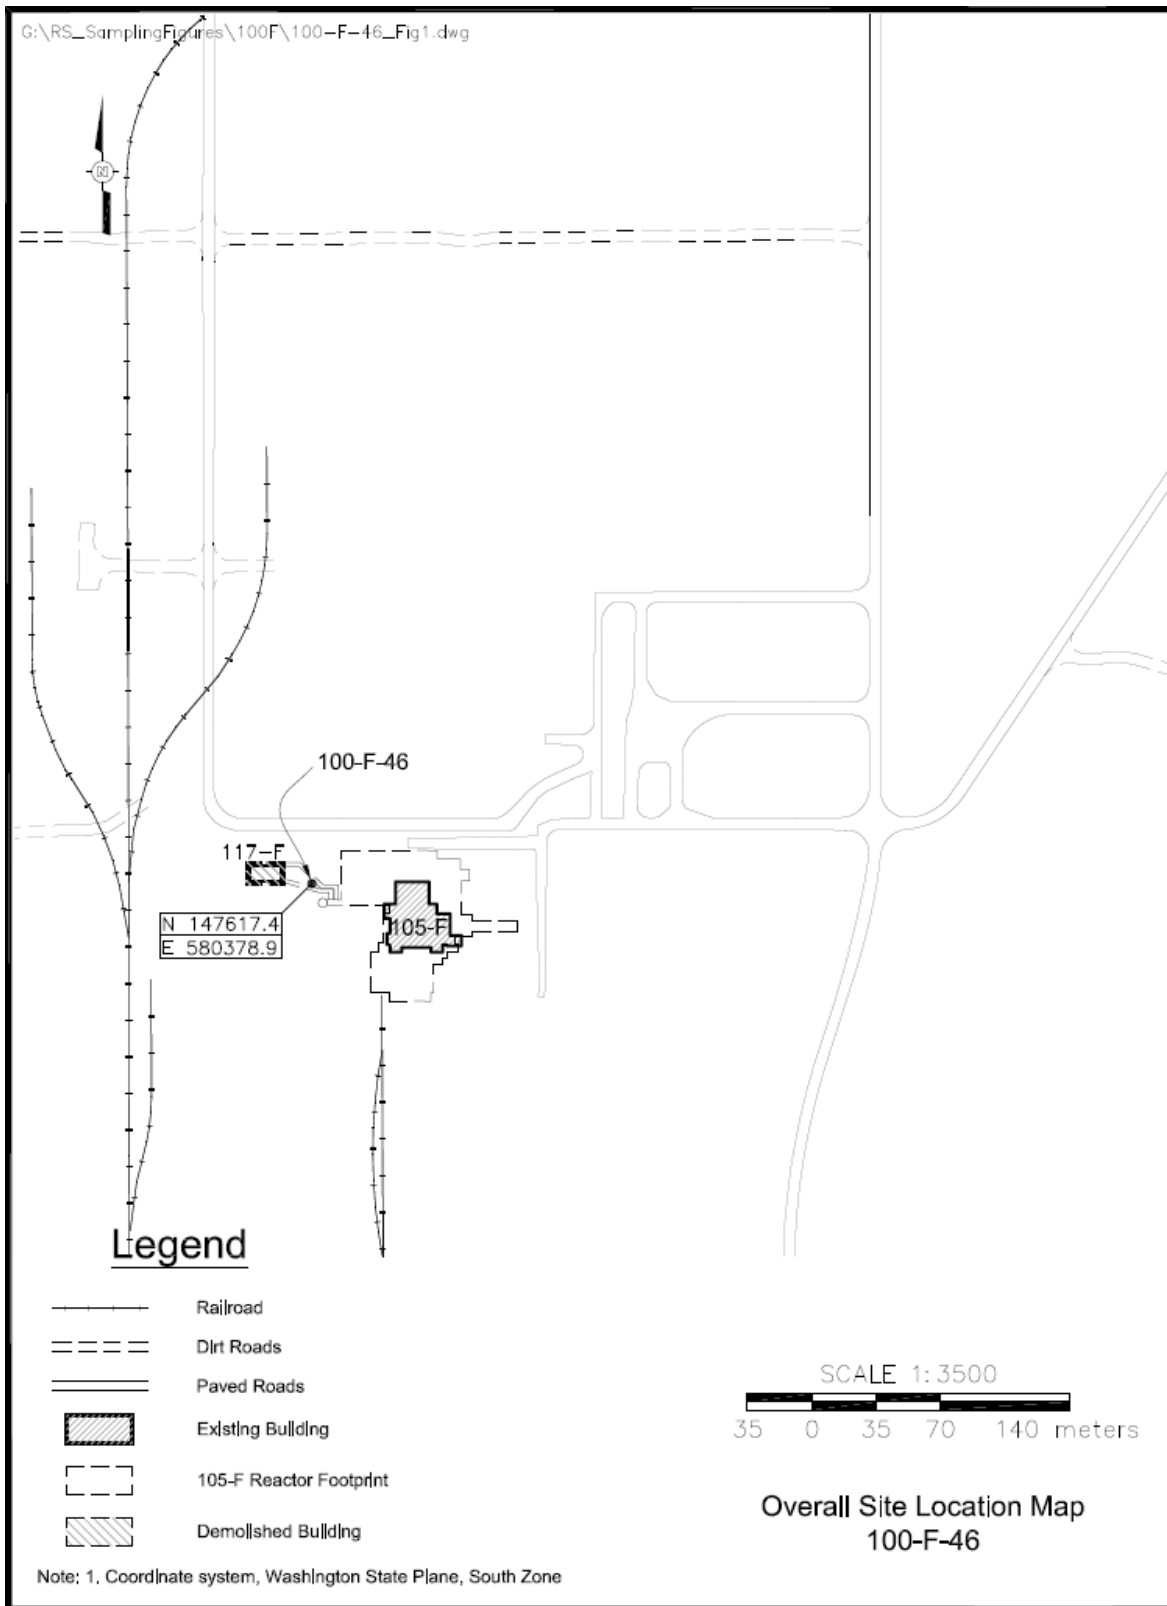 G:\RS_SamplingFigures\100F\100-F-46_Fig1.dwg
N
100-F-46
117-F
N 147617.4
E 580378.9
105-F
Legend
Railroad
Dirt Roads
Paved Roads
Existing Building
105-F Reactor Footprint
Demolished Building
Note: 1. Coordinate system, Washington State Plane, South Zone
SCALE 1:3500
35 0 35 70 140 meters
Overall Site Location Map
100-F-46